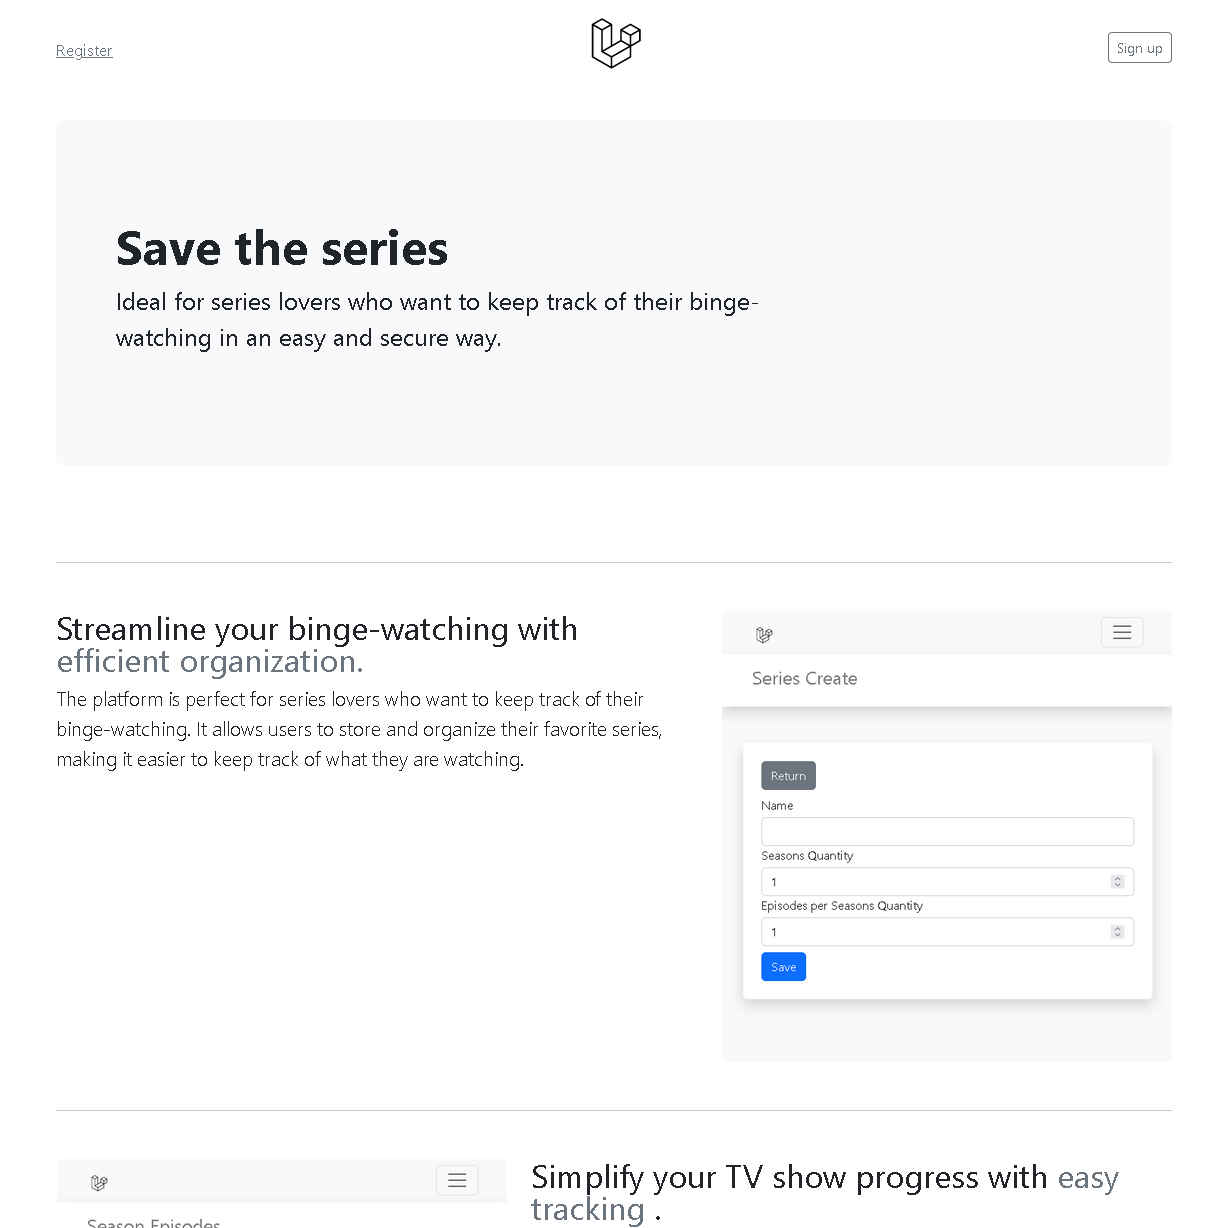 Register
Sign up
Save the series
Ideal for series lovers who want to keep track of their binge-
watching in an easy and secure way.
Streamline your binge-watching with
efficient organization.
The platform is perfect for series lovers who want to keep track of their
binge-watching. It allows users to store and organize their favorite series,
making it easier to keep track of what they are watching.
Series Create
Return
Name
Seasons Quantity
1
Episodes per Seasons Quantity
1
Save
Season Episodes
Simplify your TV show progress with easy
tracking .